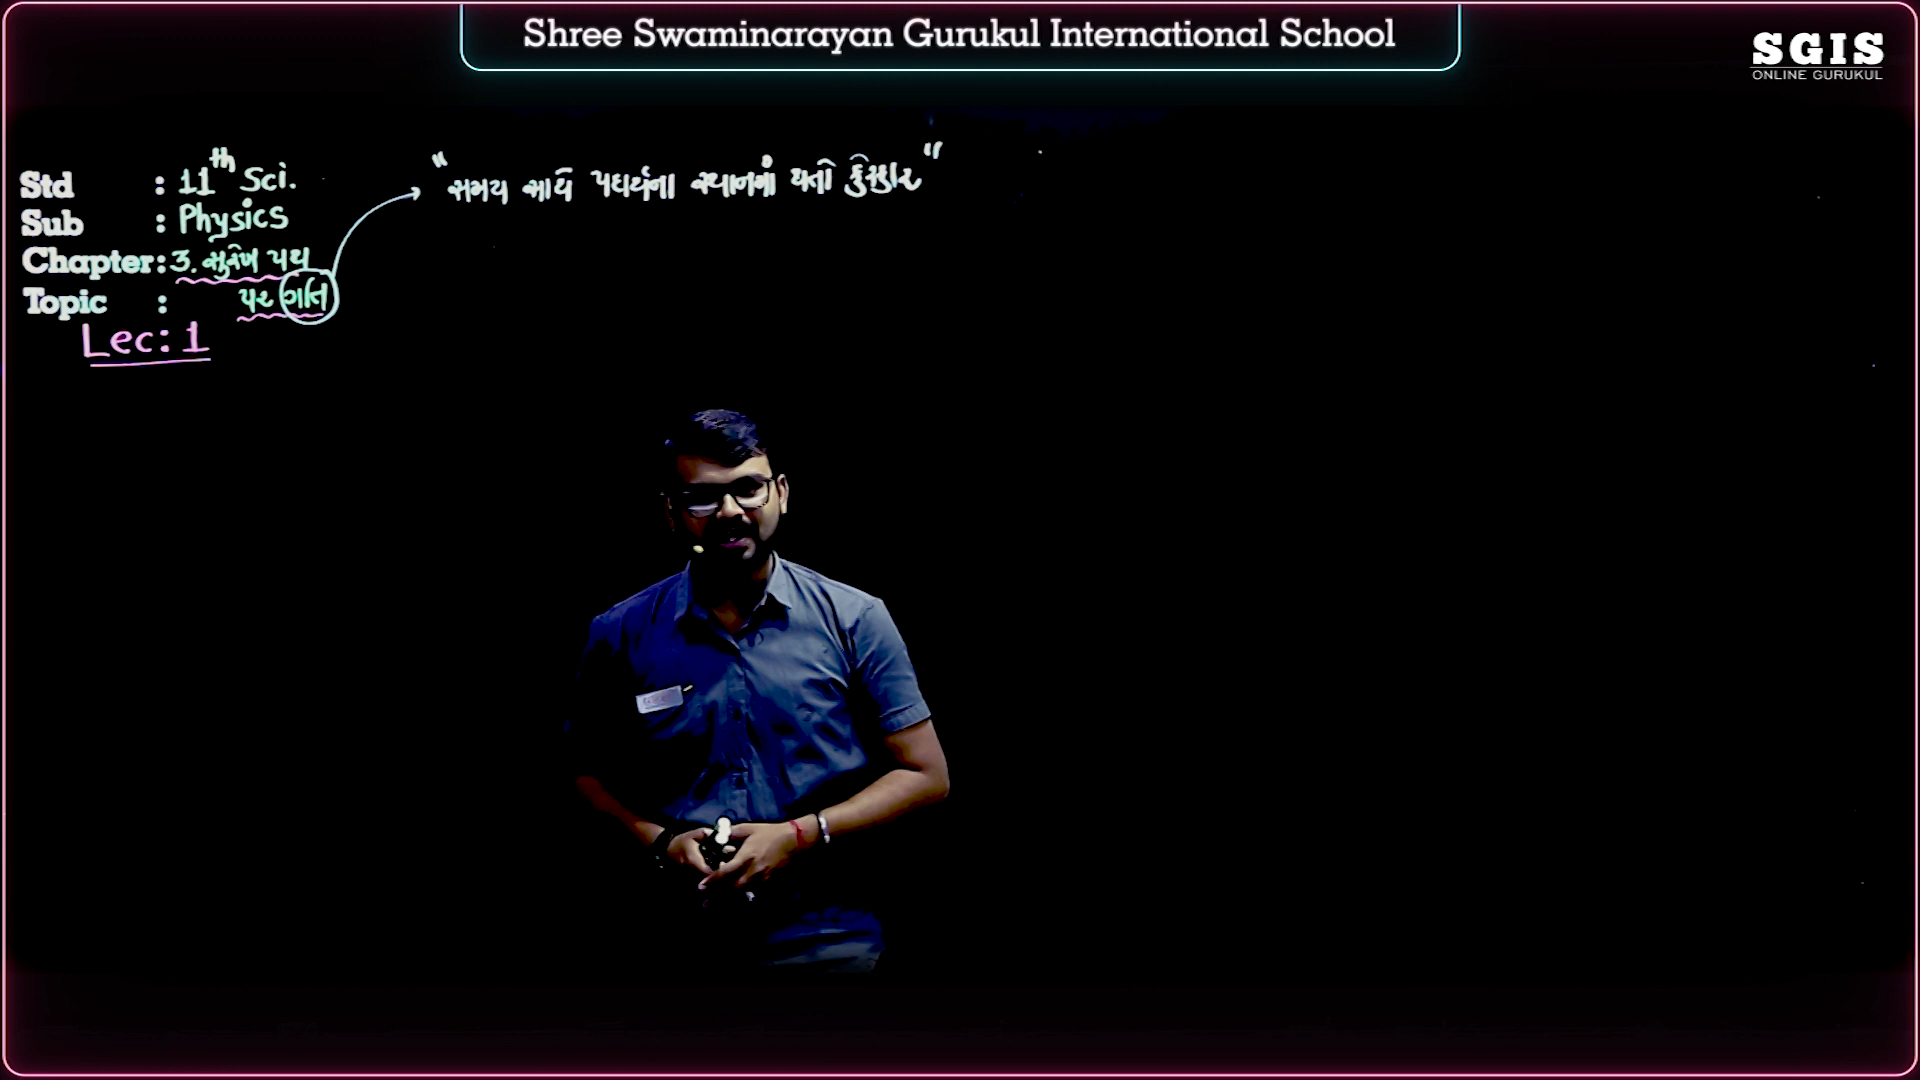 Shree Swaminarayan Gurukul International School
SGIS
ONLINE GURUKUL
Std : 11th Sci.
Sub : Physics
Chapter: 3. સુરેખ પથ
Topic : પર ગતિ
Lec: 1
"સમય સાથે પદાર્થના સ્થાનમાં થતો ફેરફાર"